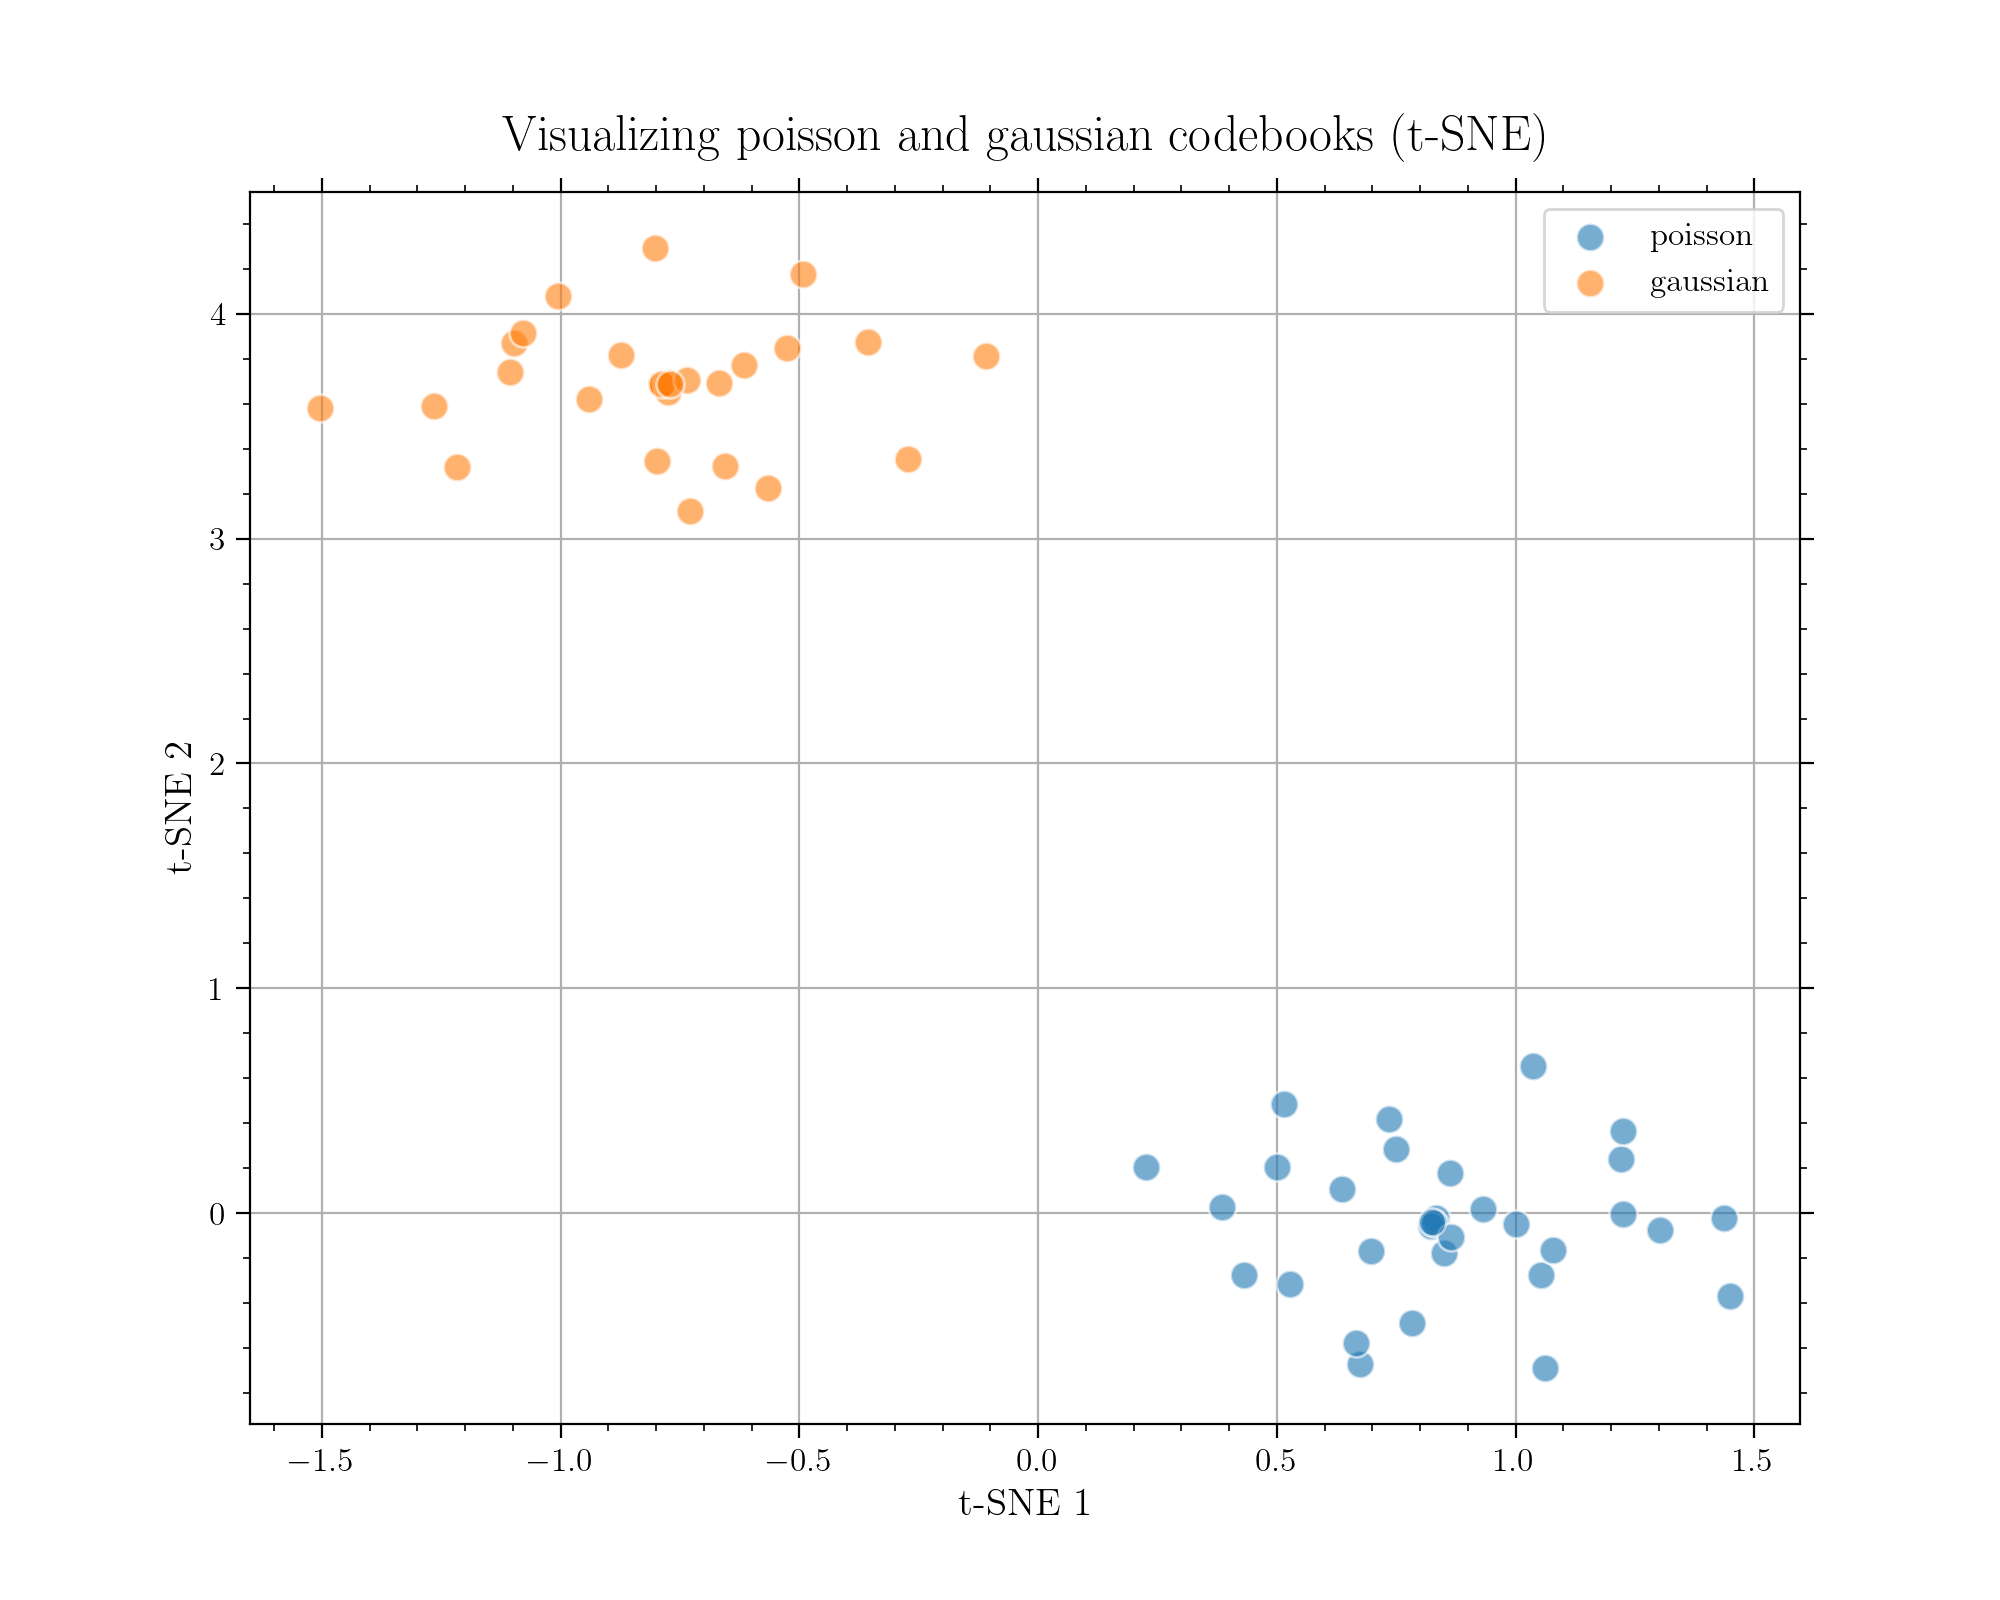 Visualizing poisson and gaussian codebooks (t-SNE)
poisson
gaussian
4
3
2
1
0
t-SNE 2
−1.5
−1.0
−0.5
0.0
0.5
1.0
1.5
t-SNE 1